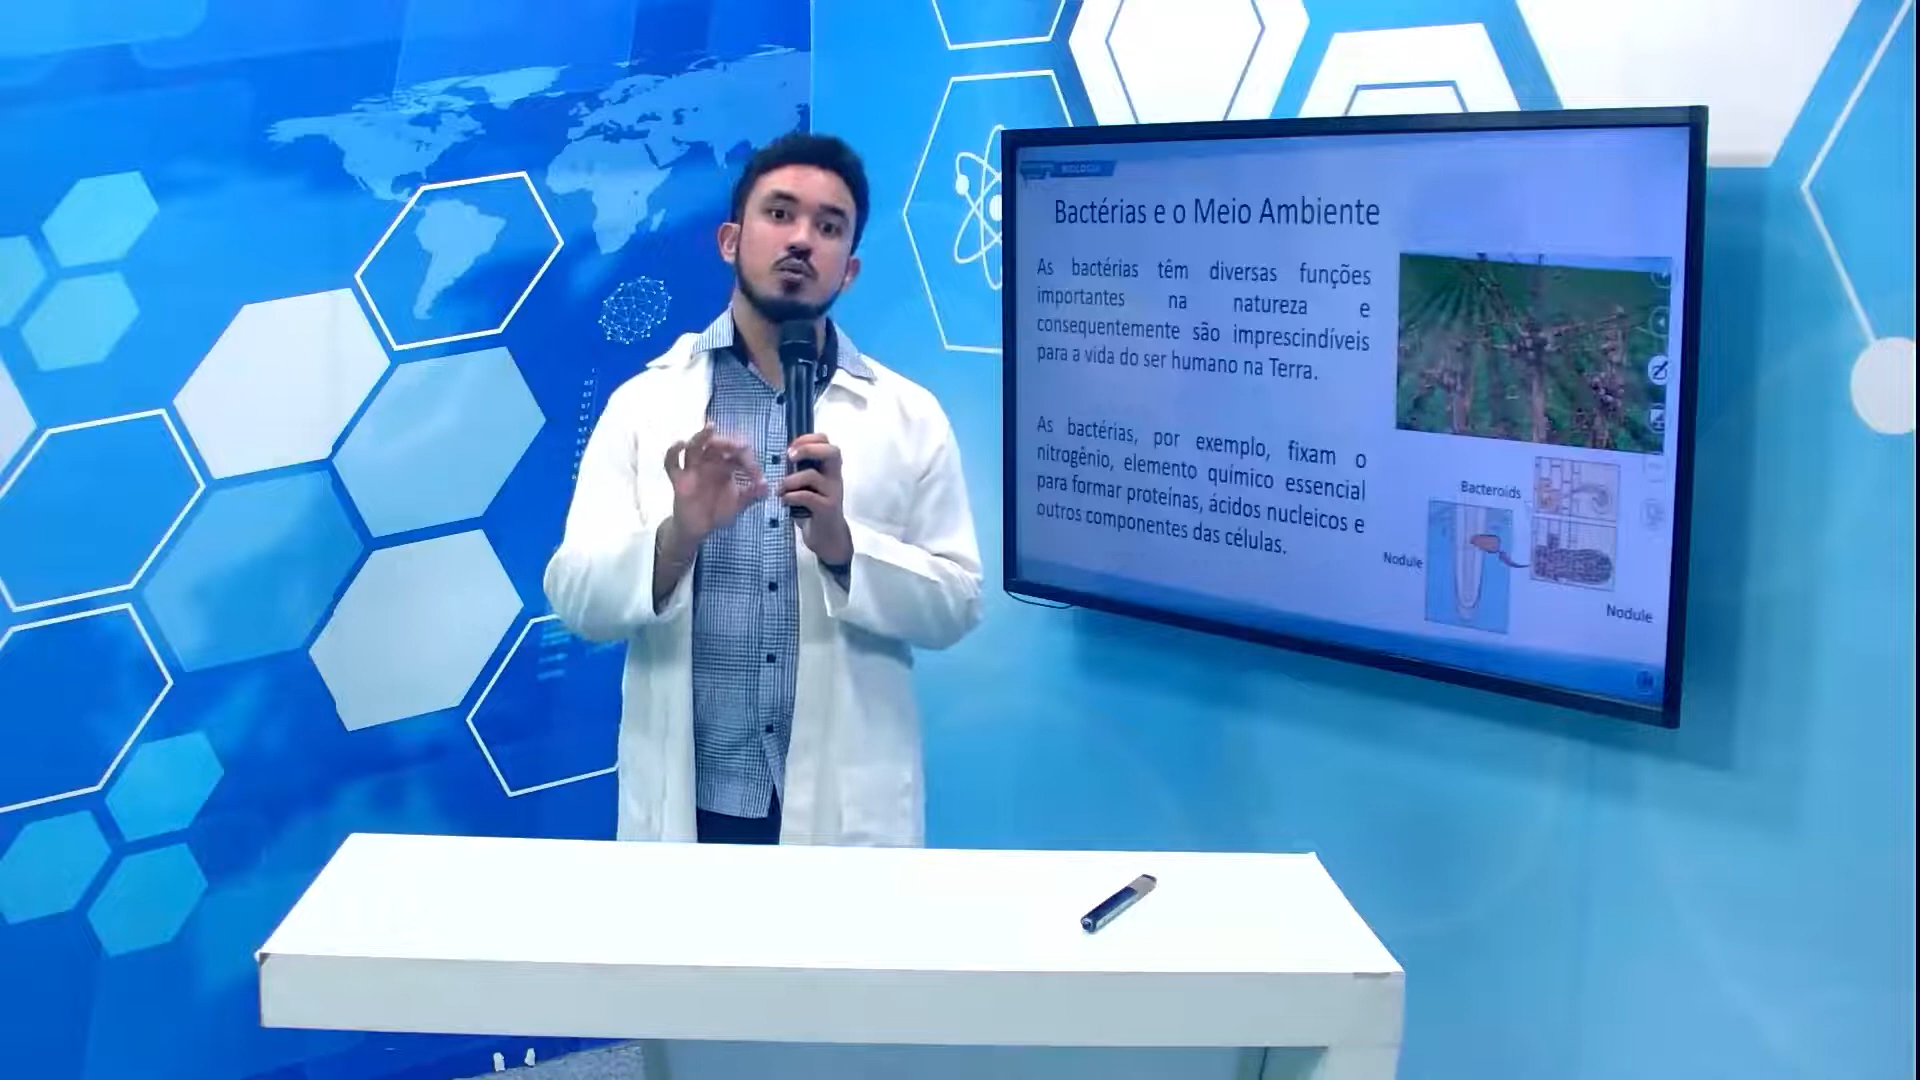 BIOLOGIA
Bactérias e o Meio Ambiente
As bactérias têm diversas funções
importantes na natureza e
consequentemente são imprescindíveis
para a vida do ser humano na Terra.
As bactérias, por exemplo, fixam o
nitrogênio, elemento químico essencial
para formar proteínas, ácidos nucleicos e
outros componentes das células.
Bacteroids
Nodule
Nodule